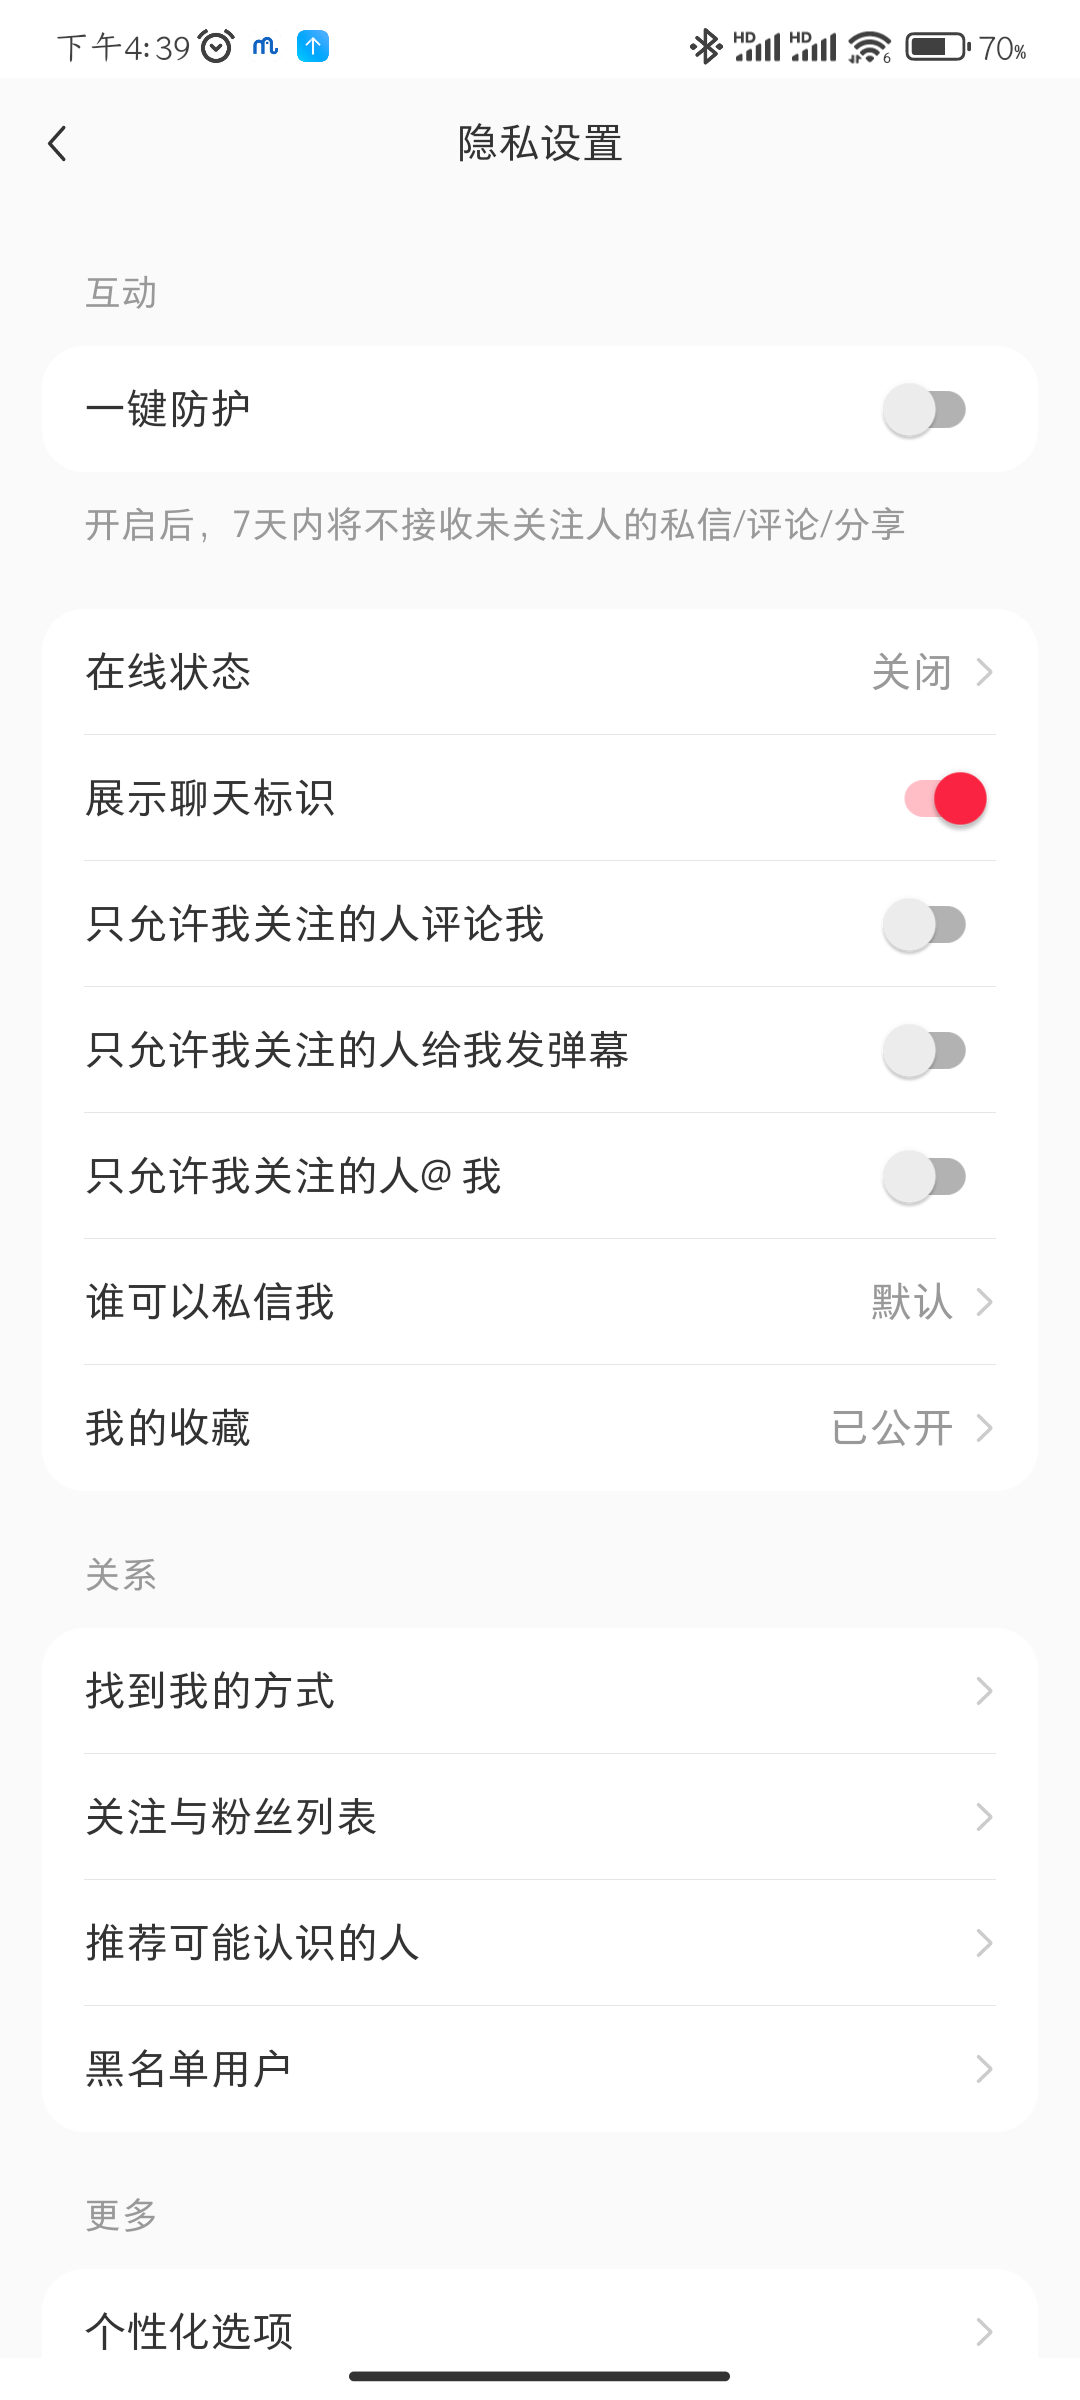 下午4:39
HD HD 6 70%
隐私设置
互动
一键防护
开启后，7天内将不接收未关注人的私信/评论/分享
在线状态 关闭
展示聊天标识
只允许我关注的人评论我
只允许我关注的人给我发弹幕
只允许我关注的人@ 我
谁可以私信我 默认
我的收藏 已公开
关系
找到我的方式
关注与粉丝列表
推荐可能认识的人
黑名单用户
更多
个性化选项